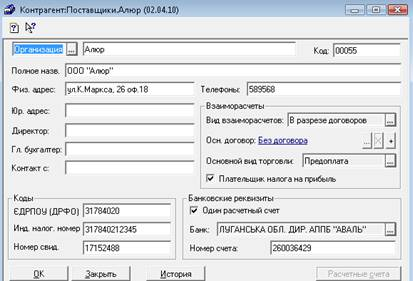 Контрагент:Поставщики.Алюр (02.04.10)
Организация ... Алюр Код: 00055
Полное назв. ООО "Алюр"
Физ. адрес: ул.К.Маркса, 26 оф.18 Телефоны: 589568
Юр. адрес:
Директор:
Гл. бухгалтер:
Контакт с:
Взаиморасчеты
Вид взаиморасчетов: В разрезе договоров ...
Осн. договор: Без договора ... X +
Основной вид торговли: Предоплата ...
Плательщик налога на прибыль
Коды
ЄДРПОУ (ДРФО) 31784020
Инд. налог. номер 317840212345
Номер свид. 17152488
Банковские реквизиты
Один расчетный счет
Банк: ЛУГАНСЬКА ОБЛ. ДИР. АППБ "АВАЛЬ" ...
Номер счета: 260036429
OK Закрыть История Расчетные счета